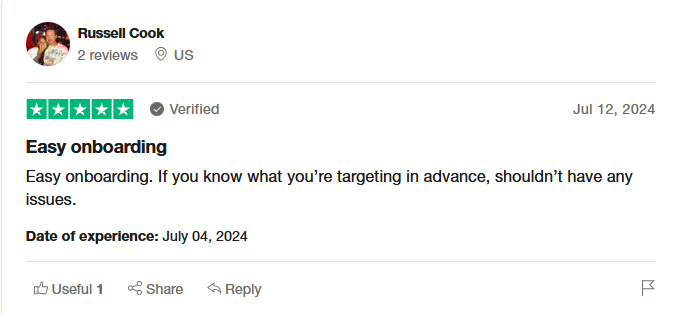 Russell Cook
2 reviews US
Verified Jul 12, 2024
Easy onboarding
Easy onboarding. If you know what you’re targeting in advance, shouldn’t have any
issues.
Date of experience: July 04, 2024
Useful 1 Share Reply